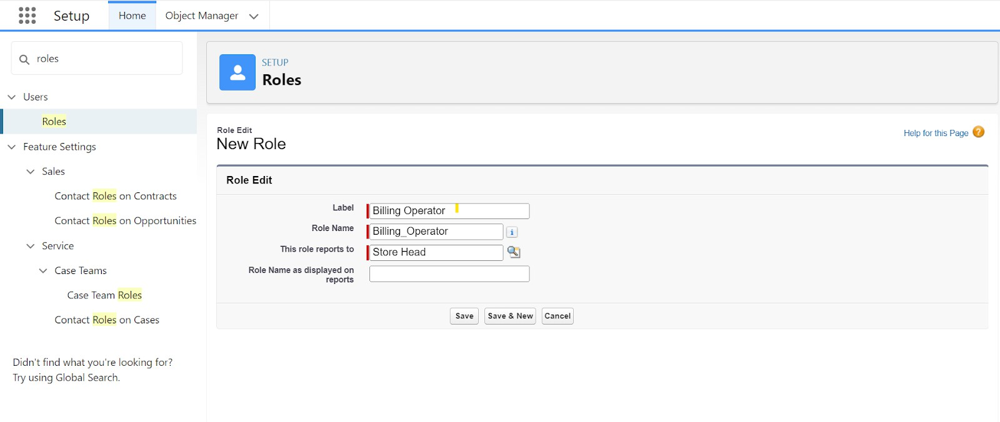 Setup
Home
Object Manager
roles
Users
Roles
Feature Settings
Sales
Contact Roles on Contracts
Contact Roles on Opportunities
Service
Case Teams
Case Team Roles
Contact Roles on Cases
Didn't find what you're looking for?
Try using Global Search.
SETUP
Roles
Role Edit
New Role
Help for this Page ?
Role Edit
Label Billing Operator
Role Name Billing_Operator i
This role reports to Store Head
Role Name as displayed on
reports
Save Save & New Cancel